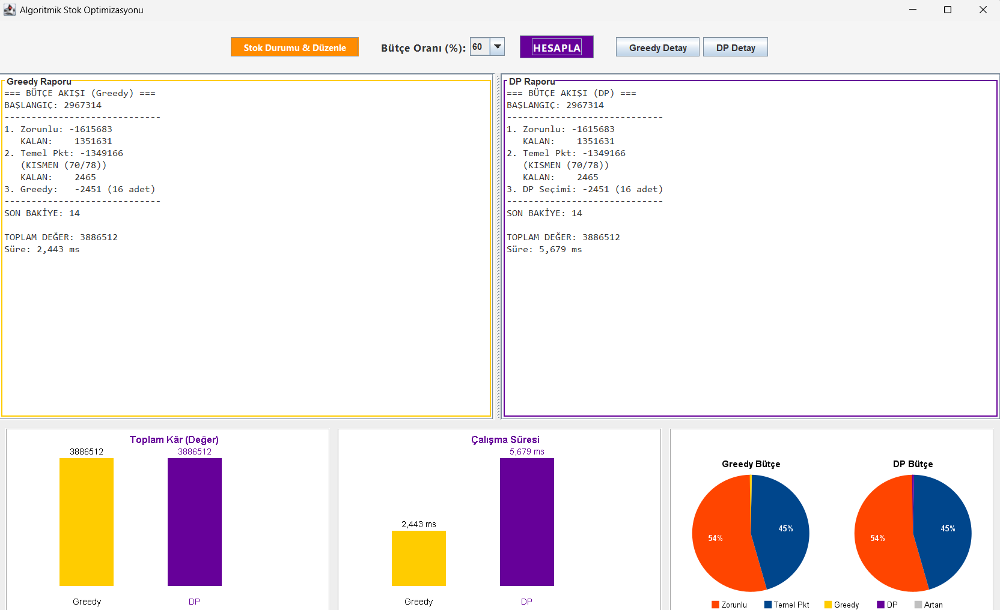 Algoritmik Stok Optimizasyonu
Stok Durumu & Düzenle
Bütçe Oranı (%):
60
HESAPLA
Greedy Detay
DP Detay
Greedy Raporu
=== BÜTÇE AKIŞI (Greedy) ===
BAŞLANGIÇ: 2967314
-----------------------------
1. Zorunlu: -1615683
KALAN:    1351631
2. Temel Pkt: -1349166
(KISMEN (70/78))
KALAN:    2465
3. Greedy:   -2451 (16 adet)
-----------------------------
SON BAKİYE: 14
TOPLAM DEĞER: 3886512
Süre: 2,443 ms
DP Raporu
=== BÜTÇE AKIŞI (DP) ===
BAŞLANGIÇ: 2967314
-----------------------------
1. Zorunlu: -1615683
KALAN:    1351631
2. Temel Pkt: -1349166
(KISMEN (70/78))
KALAN:    2465
3. DP Seçimi: -2451 (16 adet)
-----------------------------
SON BAKİYE: 14
TOPLAM DEĞER: 3886512
Süre: 5,679 ms
Toplam Kâr (Değer)
3886512
3886512
Greedy
DP
Çalışma Süresi
5,679 ms
2,443 ms
Greedy
DP
Greedy Bütçe
DP Bütçe
54%
45%
54%
45%
Zorunlu
Temel Pkt
Greedy
DP
Artan